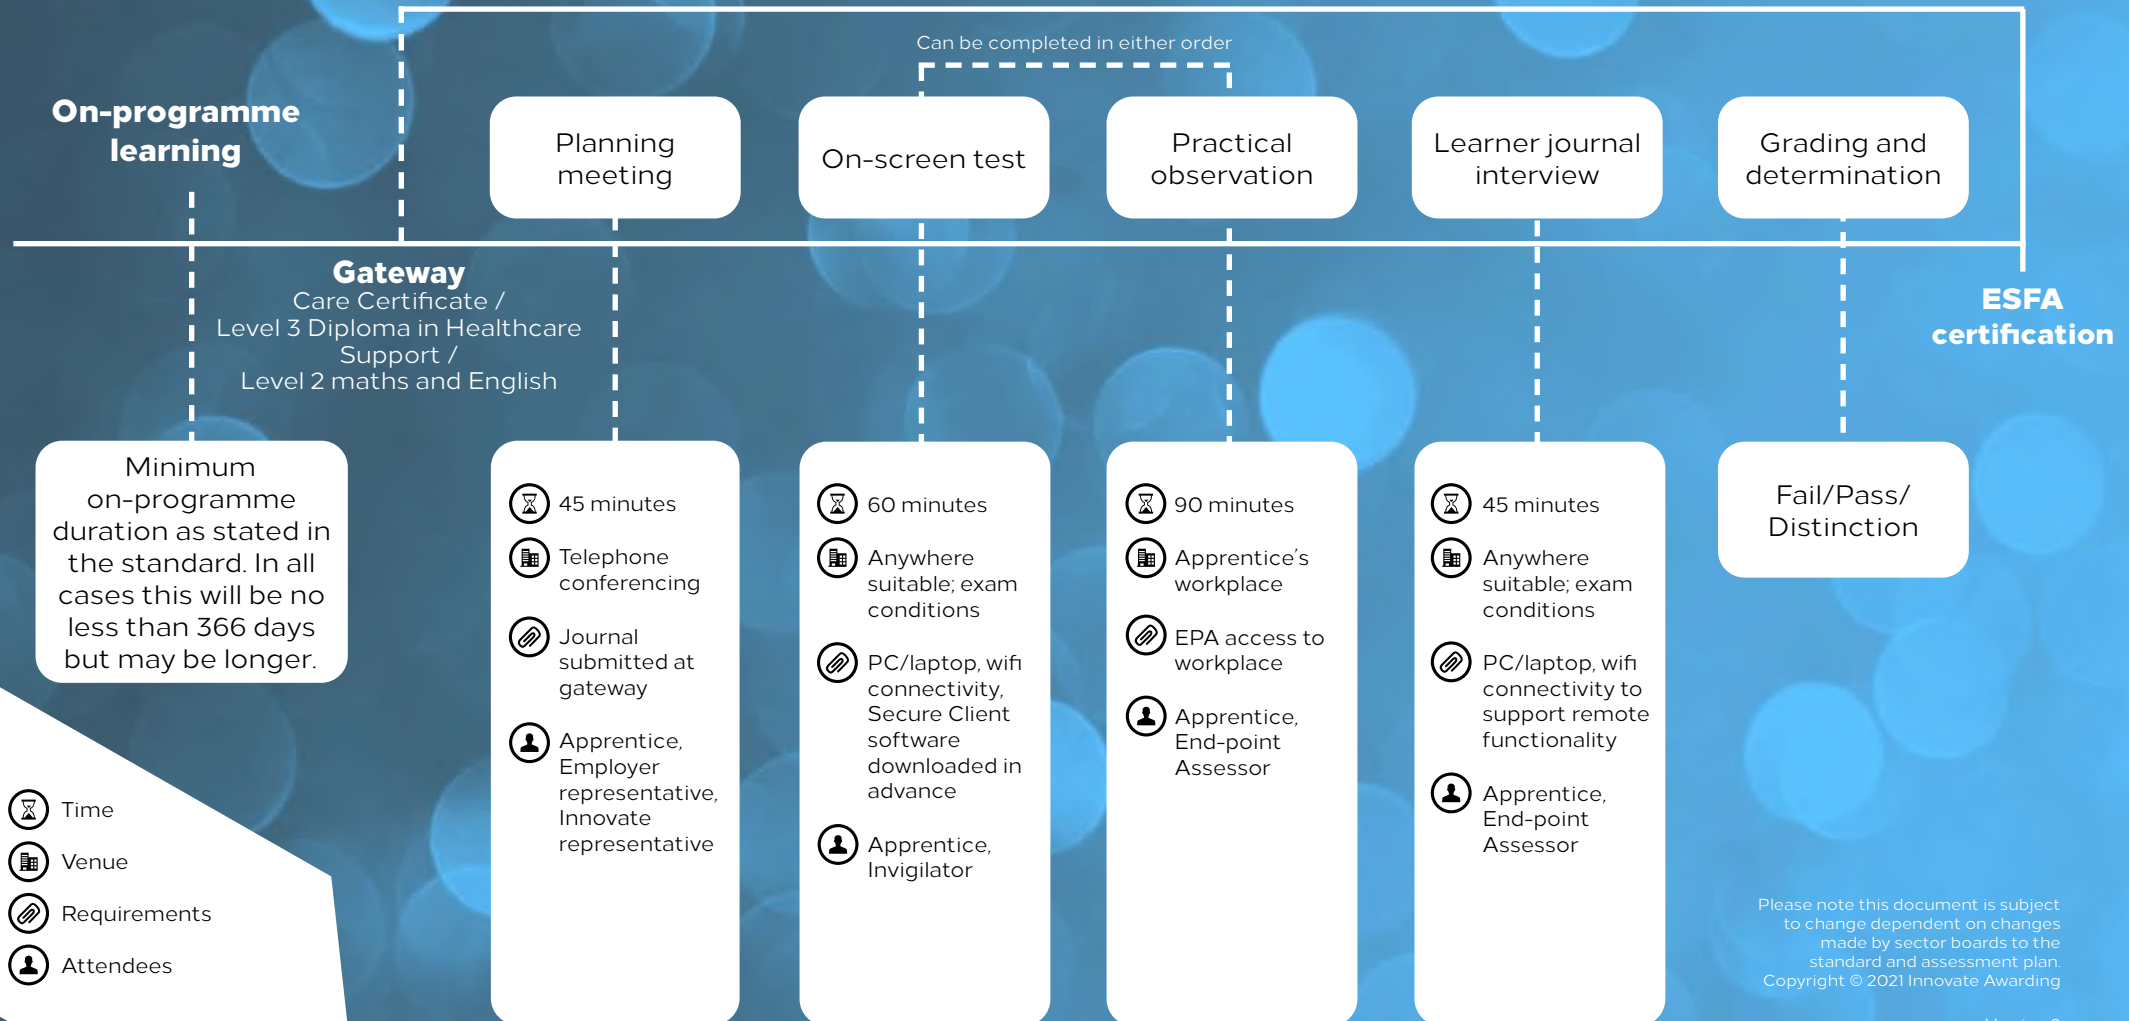 Can be completed in either order
On-programme
learning
Planning
meeting
On-screen test
Practical
observation
Learner journal
interview
Grading and
determination
Gateway
Care Certificate /
Level 3 Diploma in Healthcare
Support /
Level 2 maths and English
ESFA
certification
Minimum
on-programme
duration as stated in
the standard. In all
cases this will be no
less than 366 days
but may be longer.
45 minutes
Telephone
conferencing
Journal
submitted at
gateway
Apprentice,
Employer
representative,
Innovate
representative
60 minutes
Anywhere
suitable; exam
conditions
PC/laptop, wifi
connectivity,
Secure Client
software
downloaded in
advance
Apprentice,
Invigilator
90 minutes
Apprentice's
workplace
EPA access to
workplace
Apprentice,
End-point
Assessor
45 minutes
Anywhere
suitable; exam
conditions
PC/laptop, wifi
connectivity to
support remote
functionality
Apprentice,
End-point
Assessor
Fail/Pass/
Distinction
Time
Venue
Requirements
Attendees
Please note this document is subject
to change dependent on changes
made by sector boards to the
standard and assessment plan.
Copyright © 2021 Innovate Awarding